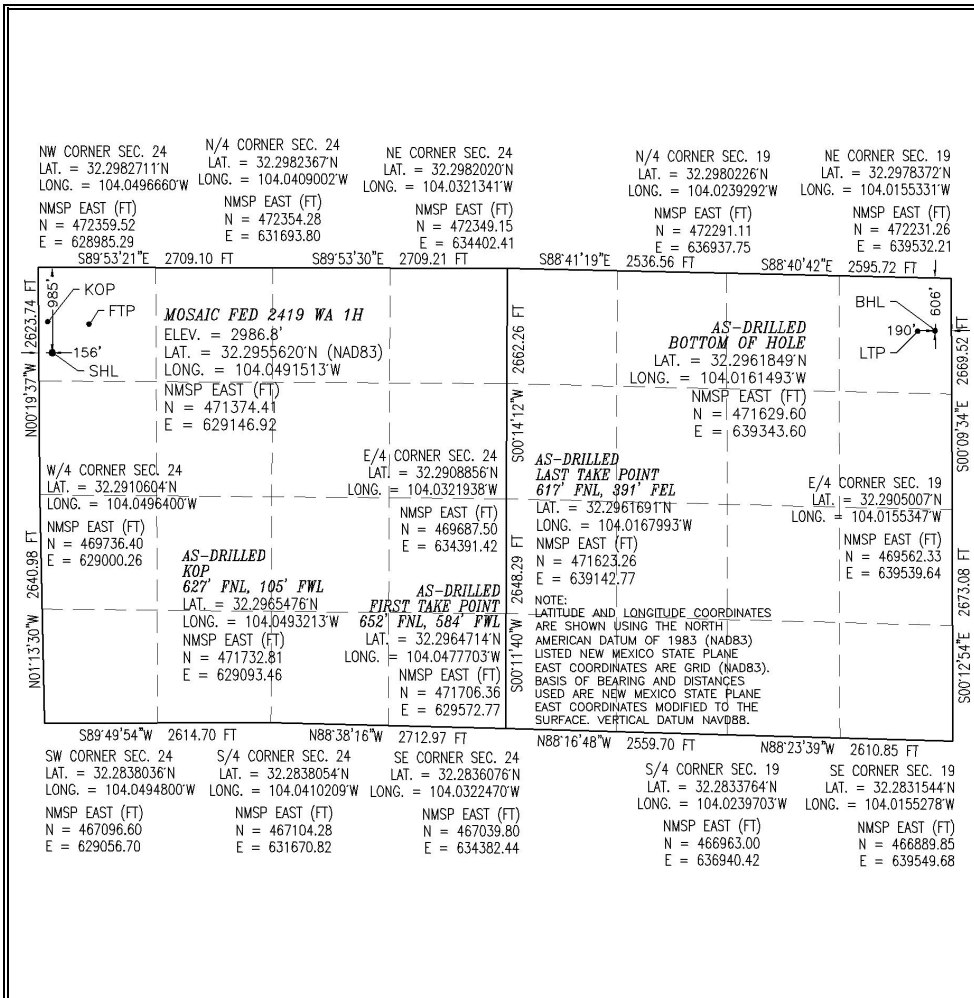 NW CORNER SEC. 24
LAT. = 32.2982711'N
LONG. = 104.0496660'W
NMSP EAST (FT)
N = 472359.52
E = 628985.29
N/4 CORNER SEC. 24
LAT. = 32.2982367'N
LONG. = 104.0409002'W
NMSP EAST (FT)
N = 472354.28
E = 631693.80
NE CORNER SEC. 24
LAT. = 32.2982020'N
LONG. = 104.0321341'W
NMSP EAST (FT)
N = 472349.15
E = 634402.41
N/4 CORNER SEC. 19
LAT. = 32.2980226'N
LONG. = 104.0239292'W
NMSP EAST (FT)
N = 472291.11
E = 636937.75
NE CORNER SEC. 19
LAT. = 32.2978372'N
LONG. = 104.0155331'W
NMSP EAST (FT)
N = 472231.26
E = 639532.21
S89°53'21"E 2709.10 FT
S89°53'30"E 2709.21 FT
S88°41'19"E 2536.56 FT
S88°40'42"E 2595.72 FT
N00°19'37"W 2623.74 FT
985'
KOP
FTP
156'
SHL
MOSAIC FED 2419 WA 1H
ELEV. = 2986.8'
LAT. = 32.2955620'N (NAD83)
LONG. = 104.0491513'W
NMSP EAST (FT)
N = 471374.41
E = 629146.92
S00°14'12"W 2662.26 FT
AS-DRILLED
BOTTOM OF HOLE
LAT. = 32.2961849'N
LONG. = 104.0161493'W
NMSP EAST (FT)
N = 471629.60
E = 639343.60
BHL
606'
190'
LTP
S00°09'34"E 2669.52 FT
W/4 CORNER SEC. 24
LAT. = 32.2910604'N
LONG. = 104.0496400'W
NMSP EAST (FT)
N = 469736.40
E = 629000.26
E/4 CORNER SEC. 24
LAT. = 32.2908856'N
LONG. = 104.0321938'W
NMSP EAST (FT)
N = 469687.50
E = 634391.42
AS-DRILLED
LAST TAKE POINT
617' FNL, 391' FEL
LAT. = 32.2961691'N
LONG. = 104.0167993'W
NMSP EAST (FT)
N = 471623.26
E = 639142.77
E/4 CORNER SEC. 19
LAT. = 32.2905007'N
LONG. = 104.0155347'W
NMSP EAST (FT)
N = 469562.33
E = 639539.64
N01°13'30"W 2640.98 FT
AS-DRILLED
KOP
627' FNL, 105' FWL
LAT. = 32.2965476'N
LONG. = 104.0493213'W
NMSP EAST (FT)
N = 471732.81
E = 629093.46
AS-DRILLED
FIRST TAKE POINT
652' FNL, 584' FWL
LAT. = 32.2964714'N
LONG. = 104.0477703'W
NMSP EAST (FT)
N = 471706.36
E = 629572.77
S00°11'40"W 2648.29 FT
NOTE:
LATITUDE AND LONGITUDE COORDINATES
ARE SHOWN USING THE NORTH
AMERICAN DATUM OF 1983 (NAD83)
LISTED NEW MEXICO STATE PLANE
EAST COORDINATES ARE GRID (NAD83).
BASIS OF BEARING AND DISTANCES
USED ARE NEW MEXICO STATE PLANE
EAST COORDINATES MODIFIED TO THE
SURFACE. VERTICAL DATUM NAVD88.
S00°12'54"E 2673.08 FT
S89°49'54"W 2614.70 FT
N88°38'16"W 2712.97 FT
N88°16'48"W 2559.70 FT
N88°23'39"W 2610.85 FT
SW CORNER SEC. 24
LAT. = 32.2838036'N
LONG. = 104.0494800'W
NMSP EAST (FT)
N = 467096.60
E = 629056.70
S/4 CORNER SEC. 24
LAT. = 32.2838054'N
LONG. = 104.0410209'W
NMSP EAST (FT)
N = 467104.28
E = 631670.82
SE CORNER SEC. 24
LAT. = 32.2836076'N
LONG. = 104.0322470'W
NMSP EAST (FT)
N = 467039.80
E = 634382.44
S/4 CORNER SEC. 19
LAT. = 32.2833764'N
LONG. = 104.0239703'W
NMSP EAST (FT)
N = 466963.00
E = 636940.42
SE CORNER SEC. 19
LAT. = 32.2831544'N
LONG. = 104.0155278'W
NMSP EAST (FT)
N = 466889.85
E = 639549.68